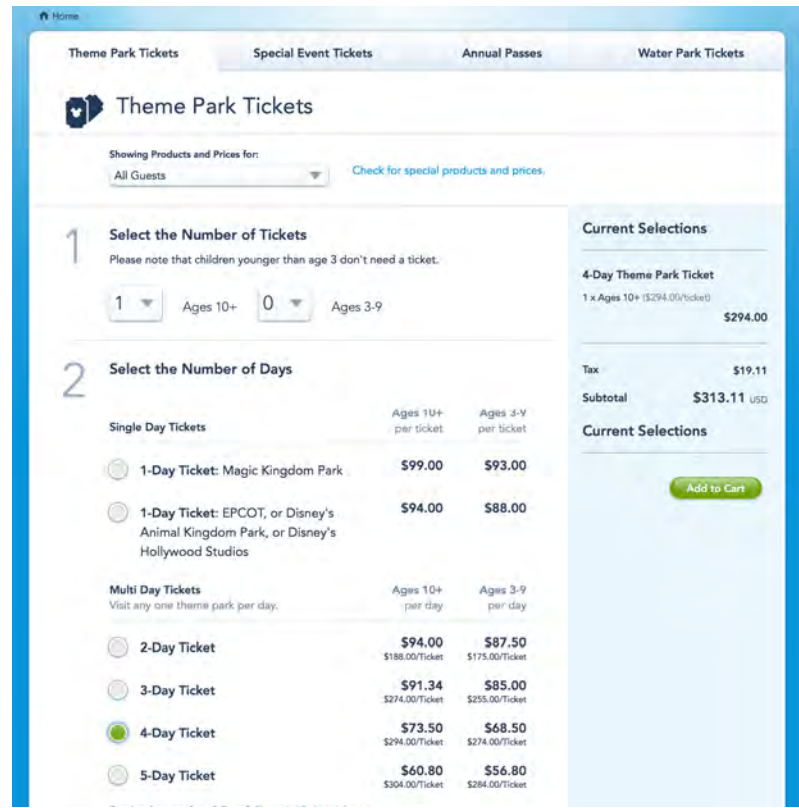 Home
Theme Park Tickets
Special Event Tickets
Annual Passes
Water Park Tickets
Theme Park Tickets
Showing Products and Prices for:
All Guests
Check for special products and prices.
1
Select the Number of Tickets
Please note that children younger than age 3 don't need a ticket.
1 Ages 10+ 0 Ages 3-9
2
Select the Number of Days
Single Day Tickets
Ages 10+ per ticket
Ages 3-9 per ticket
1-Day Ticket: Magic Kingdom Park $99.00 $93.00
1-Day Ticket: EPCOT, or Disney's $94.00 $88.00
Animal Kingdom Park, or Disney's
Hollywood Studios
Multi Day Tickets Ages 10+ Ages 3-9
Visit any one theme park per day. per day per day
2-Day Ticket $94.00 $87.50
$188.00/Ticket $175.00/Ticket
3-Day Ticket $91.34 $85.00
$274.00/Ticket $255.00/Ticket
4-Day Ticket $73.50 $68.50
$294.00/Ticket $274.00/Ticket
5-Day Ticket $60.80 $56.80
$304.00/Ticket $284.00/Ticket
Current Selections
4-Day Theme Park Ticket
1 x Ages 10+ ($294.00/ticket)
$294.00
Tax $19.11
Subtotal $313.11 USD
Current Selections
Add to Cart